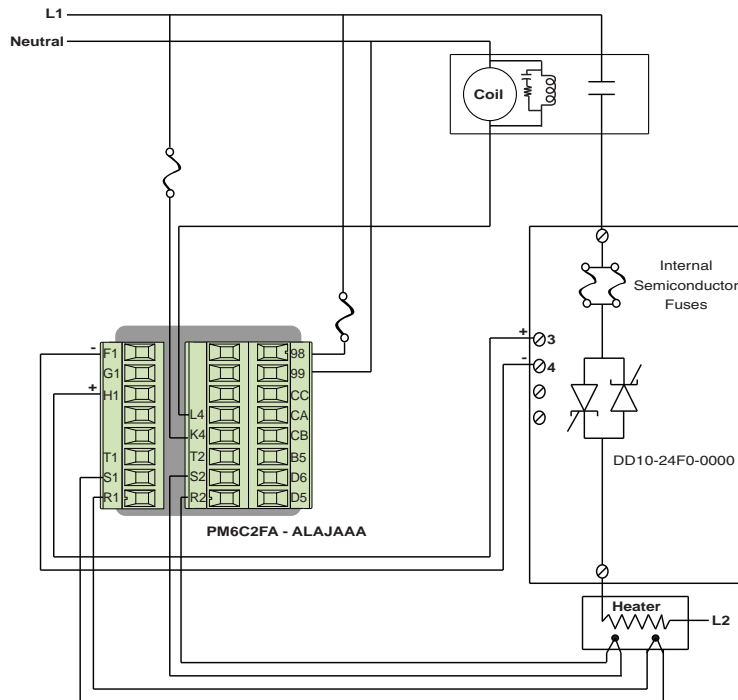 L1
Neutral
Coil
Internal
Semiconductor
Fuses
+ 3
- 4
DD10-24F0-0000
- F1
G1
+ H1
T1
S1
R1
L4
K4
T2
S2
R2
98
99
CC
CA
CB
B5
D6
D5
PM6C2FA - ALAJAAA
Heater
L2